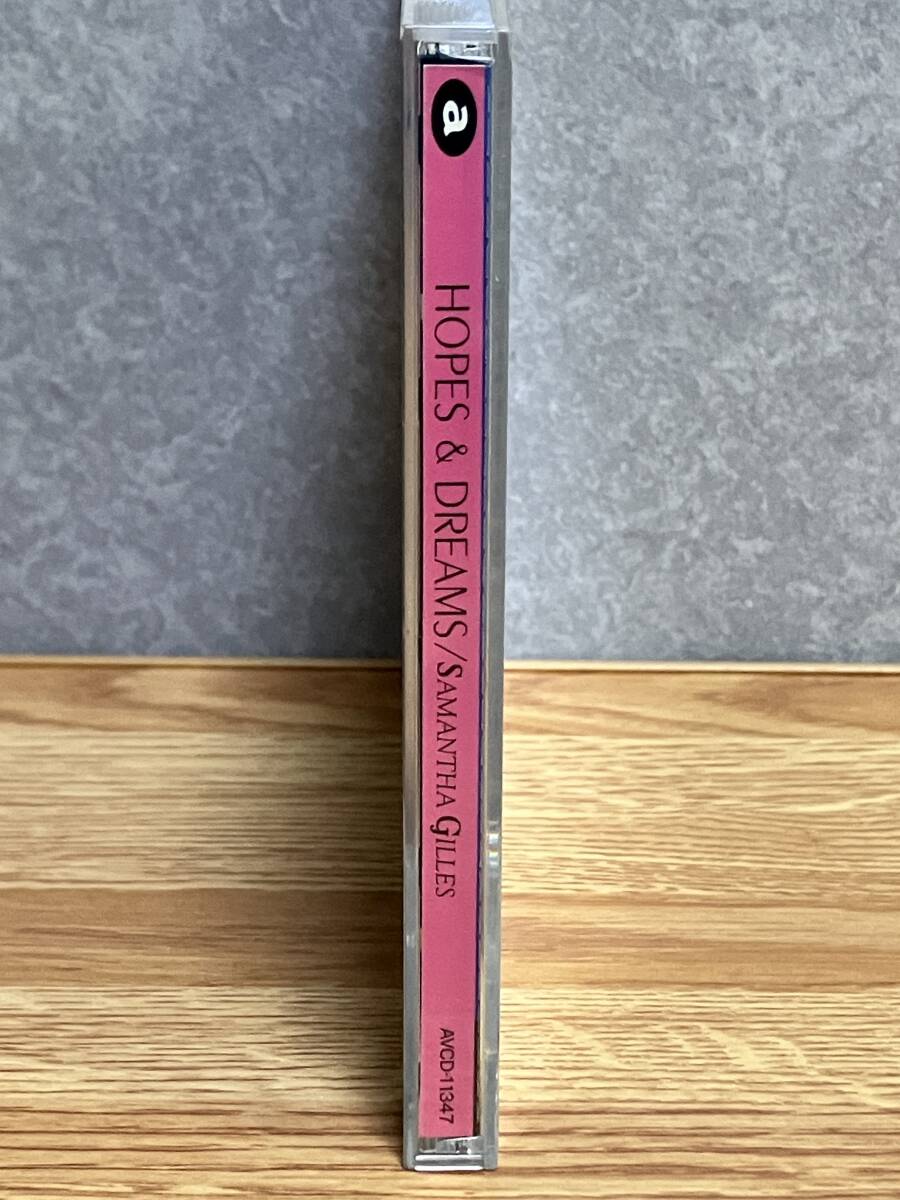 a
HOPES & DREAMS/SAMANTHA GILLES
AVCD-11347